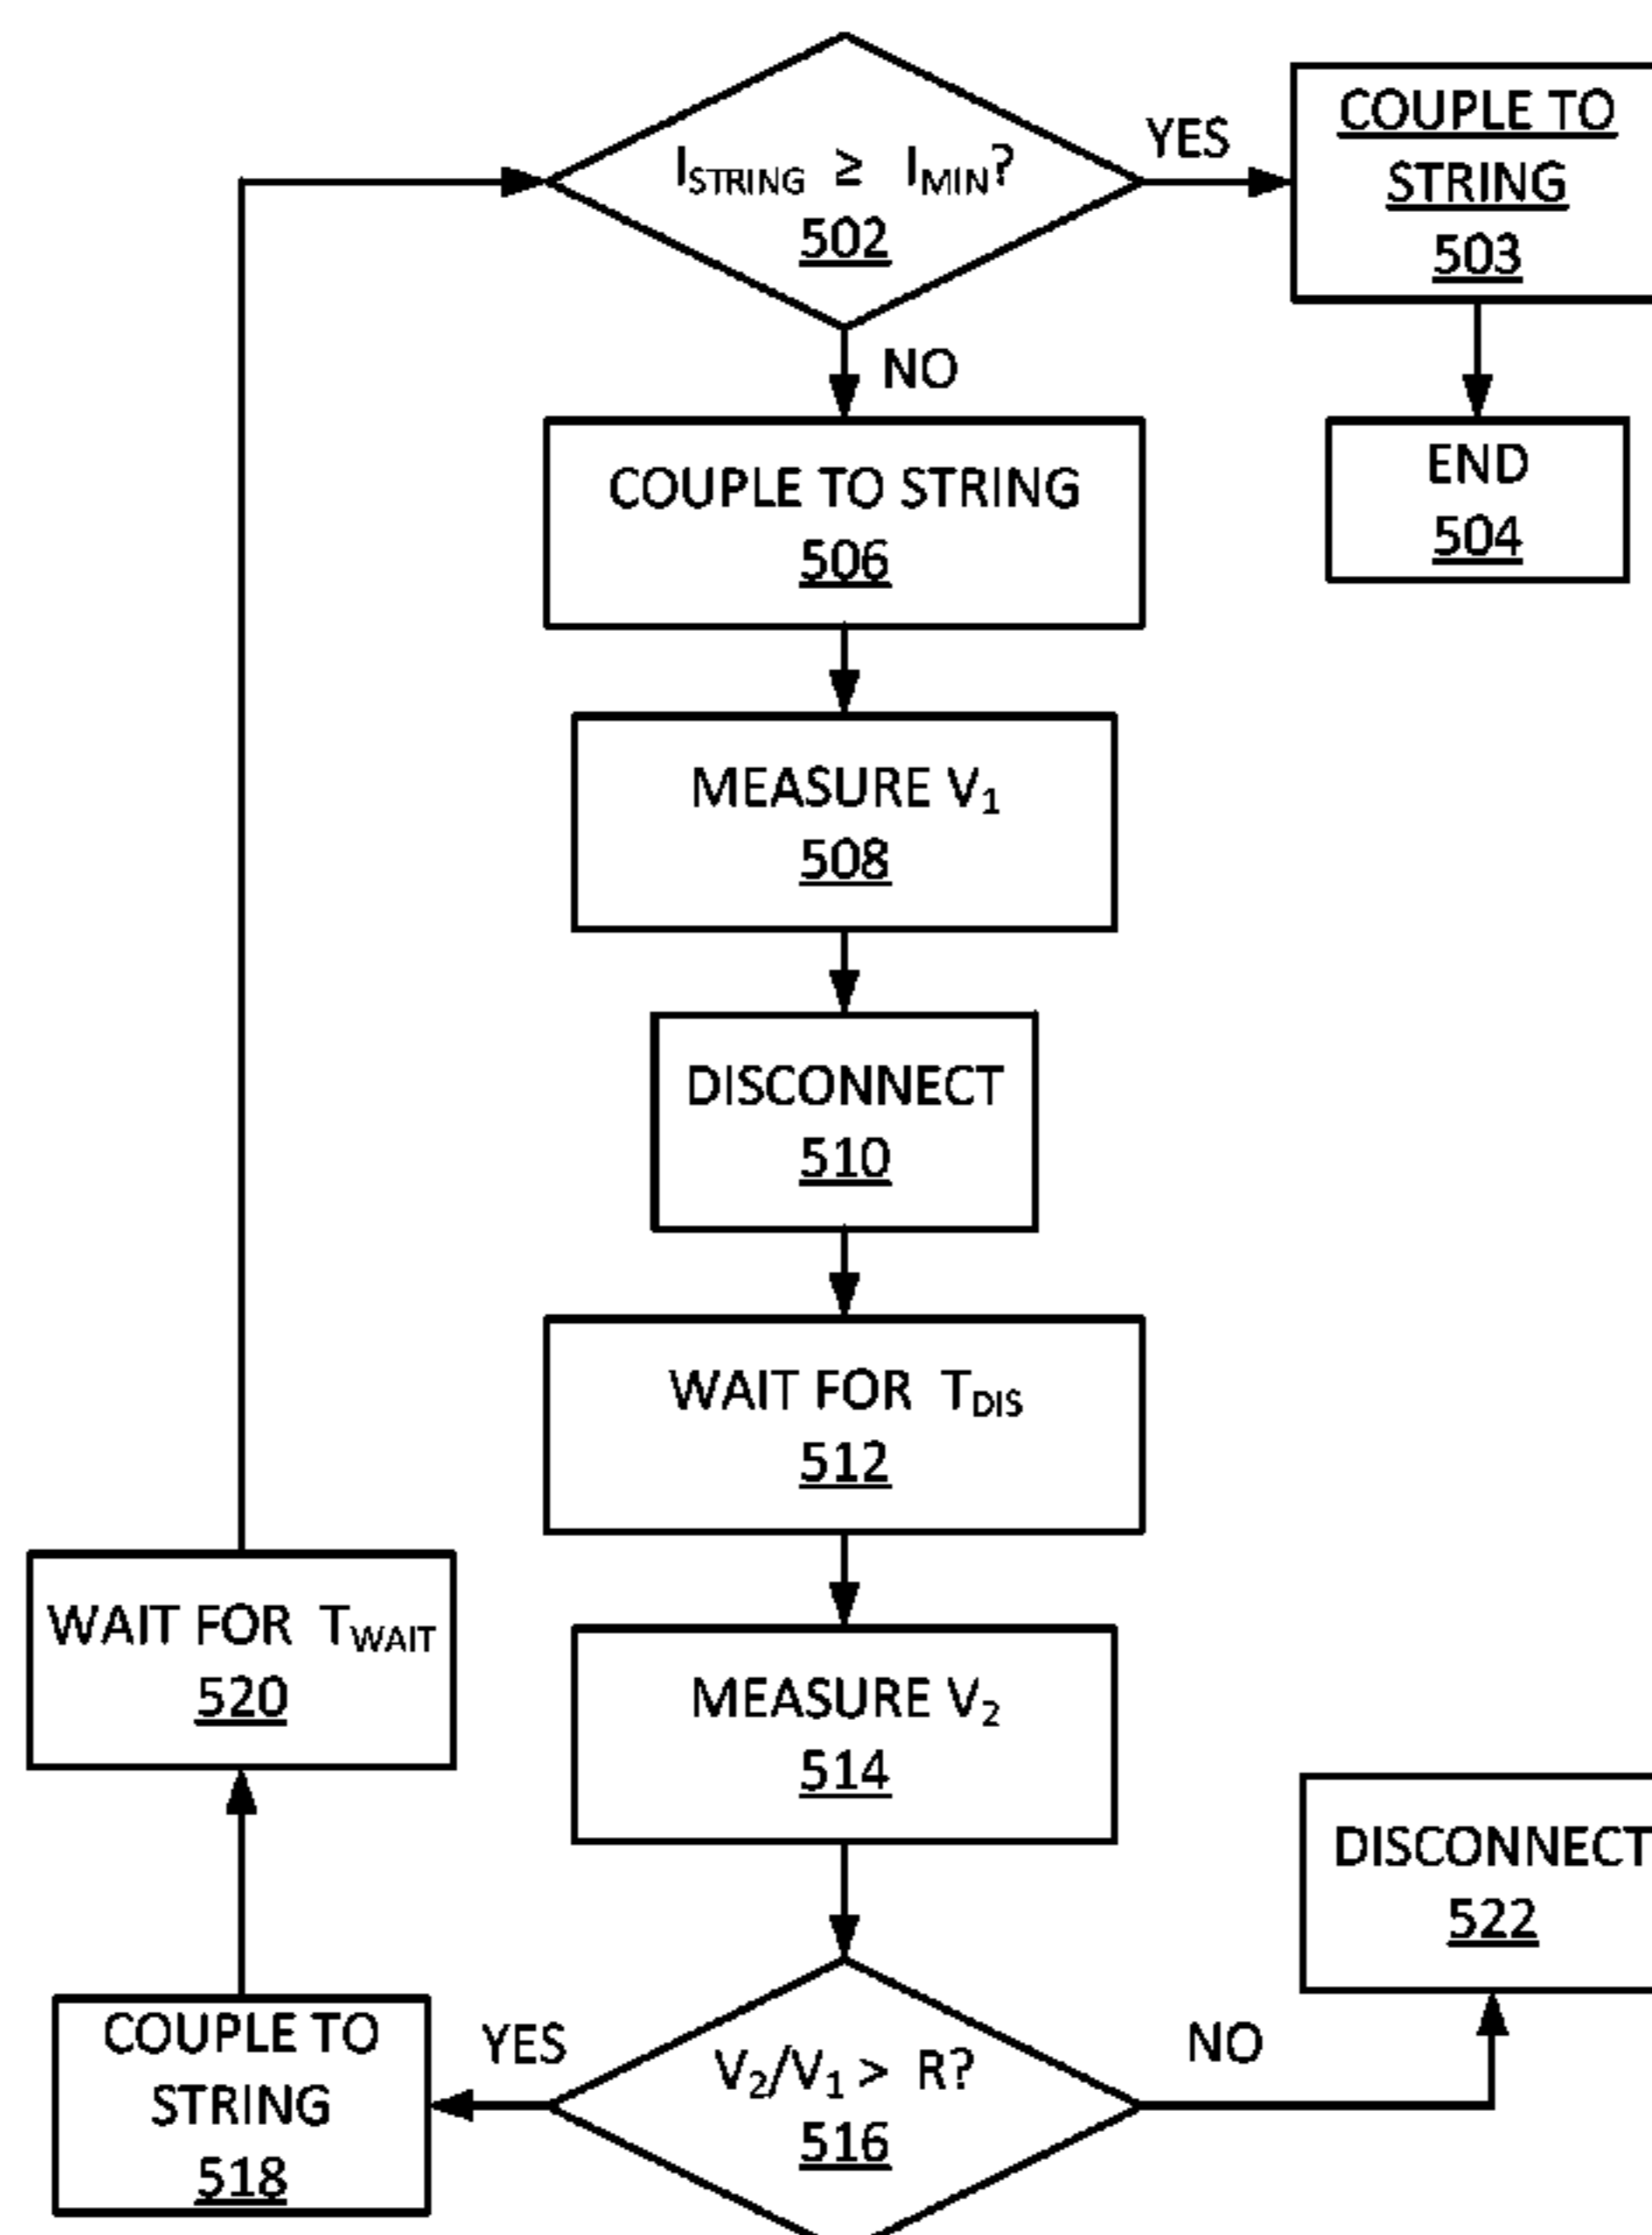 I_STRING ≥ I_MIN?
502
YES
COUPLE TO
STRING
503
NO
END
504
COUPLE TO STRING
506
MEASURE V₁
508
DISCONNECT
510
WAIT FOR T_DIS
512
WAIT FOR T_WAIT
520
MEASURE V₂
514
DISCONNECT
522
COUPLE TO
STRING
518
YES
V₂/V₁ > R?
516
NO